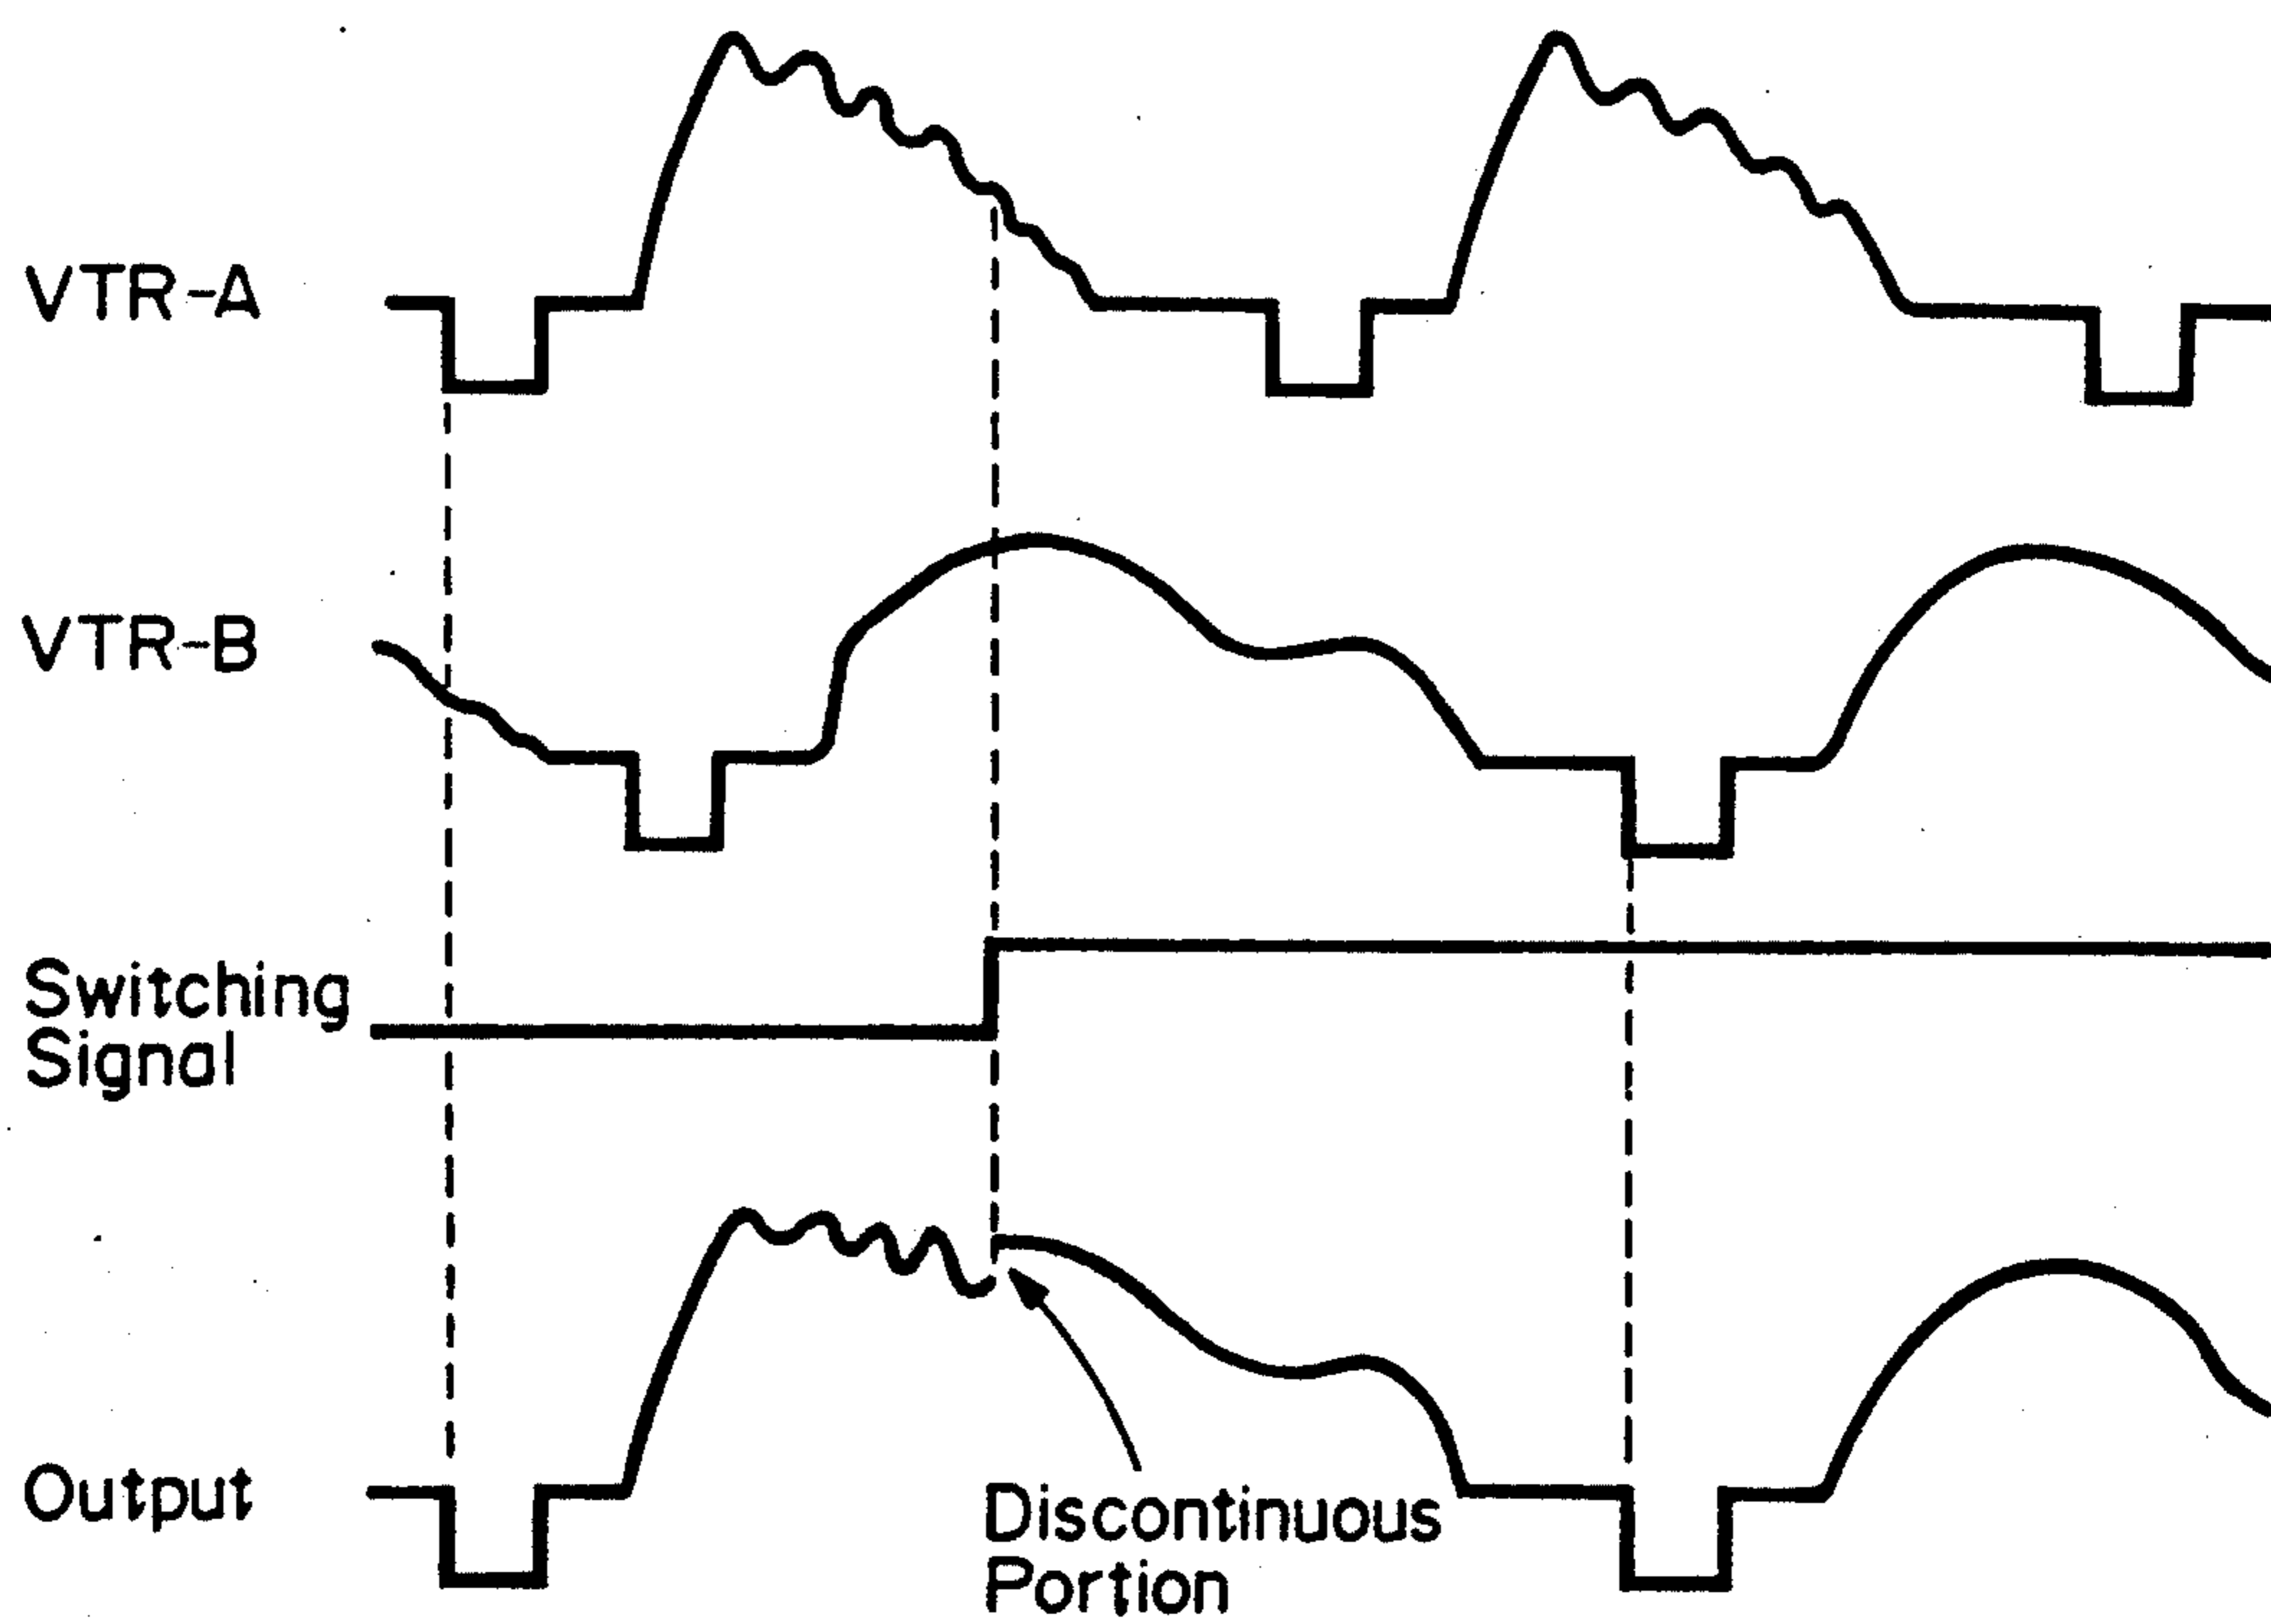 VTR-A
VTR-B
Switching
Signal
Output
Discontinuous
Portion